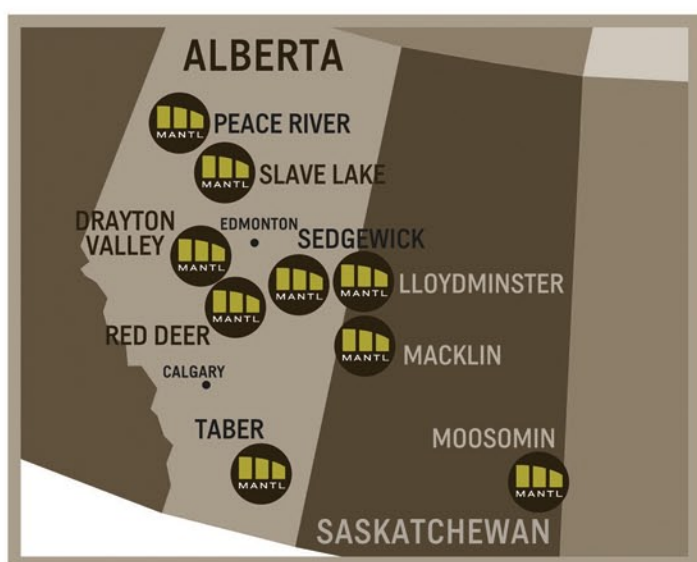 ALBERTA
MANTL
PEACE RIVER
MANTL
SLAVE LAKE
DRAYTON
VALLEY
MANTL
EDMONTON
SEDGEWICK
MANTL
MANTL
LLOYDMINSTER
RED DEER
MANTL
MANTL
MACKLIN
CALGARY
TABER
MANTL
MOOSOMIN
MANTL
SASKATCHEWAN